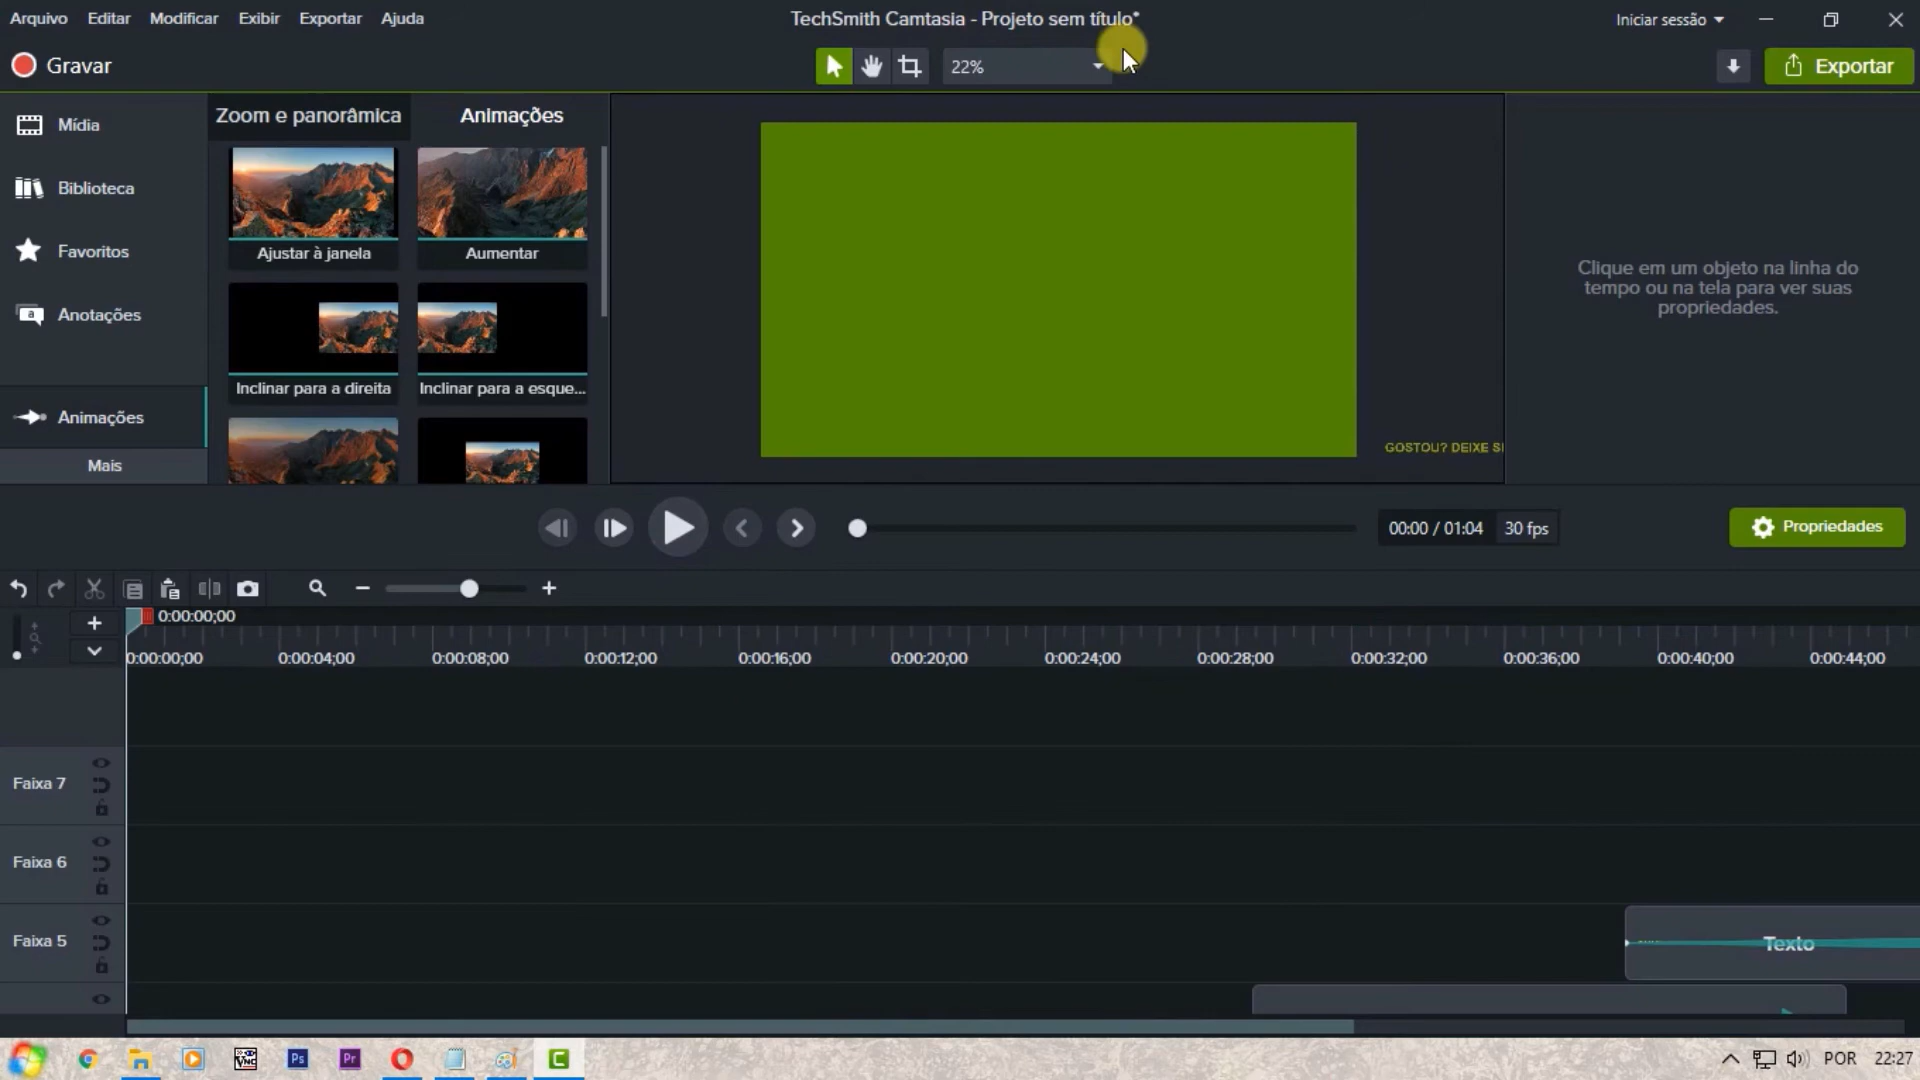 Arquivo Editar Modificar Exibir Exportar Ajuda
TechSmith Camtasia - Projeto sem título*
Iniciar sessão
Gravar
22%
Exportar
Mídia
Biblioteca
Favoritos
Anotações
Animações
Mais
Zoom e panorâmica
Animações
Ajustar à janela
Aumentar
Inclinar para a direita
Inclinar para a esque...
GOSTOU? DEIXE S
Clique em um objeto na linha do
tempo ou na tela para ver suas
propriedades.
00:00 / 01:04
30 fps
Propriedades
0:00:00;00
0:00:00;00 0:00:04;00 0:00:08;00 0:00:12;00 0:00:16;00 0:00:20;00 0:00:24;00 0:00:28;00 0:00:32;00 0:00:36;00 0:00:40;00 0:00:44;00
Faixa 7
Faixa 6
Faixa 5
Texto
VNC
Ps
Pr
C
POR
22:27